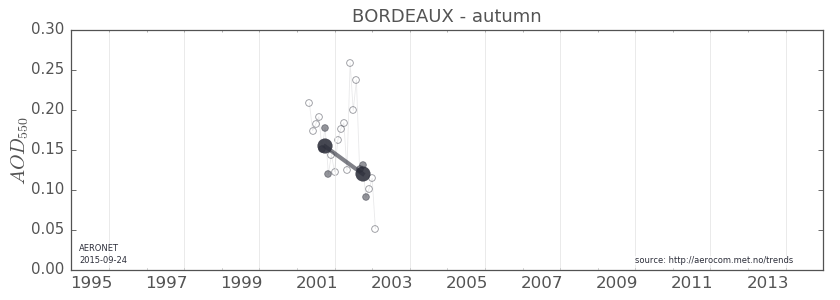 BORDEAUX - autumn
0.30
0.25
0.20
0.15
0.10
0.05
0.00
AOD550
AERONET
2015-09-24
source: http://aerocom.met.no/trends
1995 1997 1999 2001 2003 2005 2007 2009 2011 2013